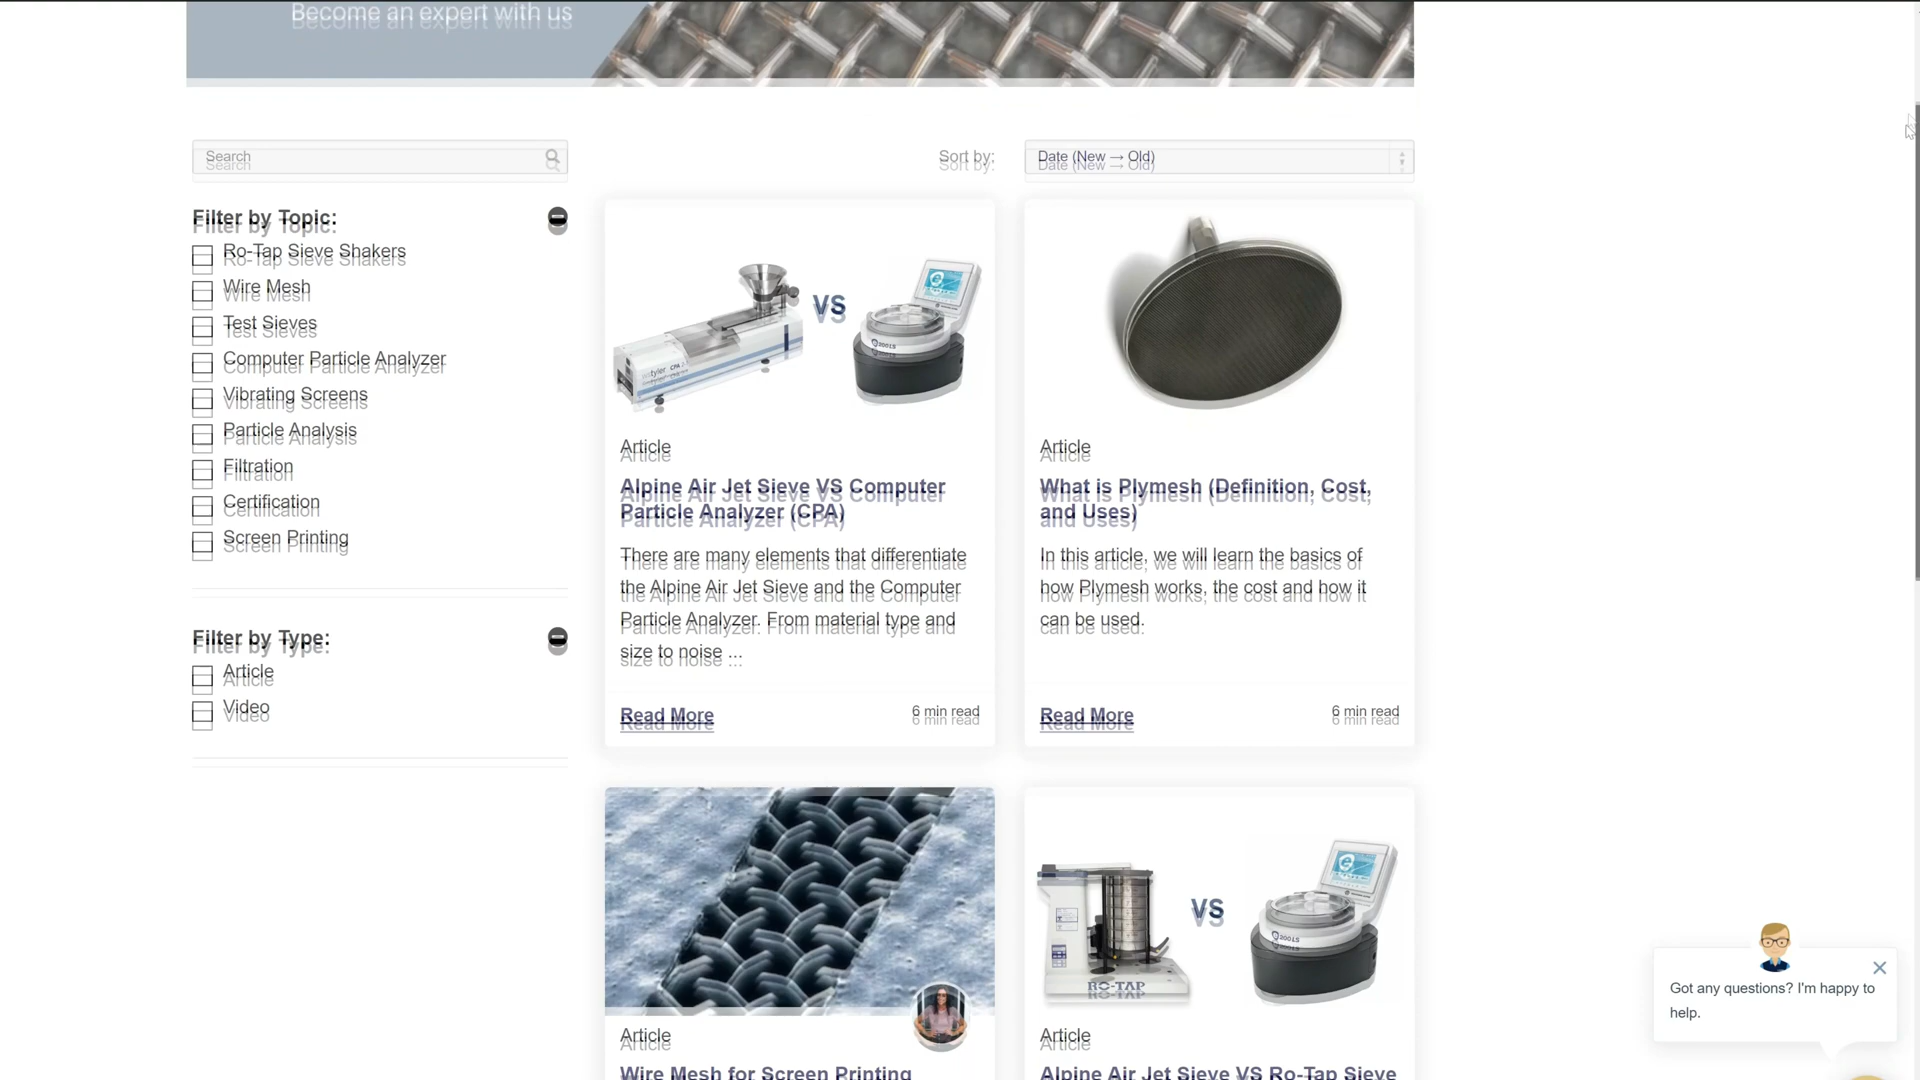 Become an expert with us
Search
Sort by:
Date (New → Old)
Filter by Topic:
Ro-Tap Sieve Shakers
Wire Mesh
Test Sieves
Computer Particle Analyzer
Vibrating Screens
Particle Analysis
Filtration
Certification
Screen Printing
Filter by Type:
Article
Video
VS
tyler CPA
200LS
Article
Alpine Air Jet Sieve VS Computer
Particle Analyzer (CPA)
There are many elements that differentiate
the Alpine Air Jet Sieve and the Computer
Particle Analyzer. From material type and
size to noise ...
Read More
6 min read
Article
What is Plymesh (Definition, Cost,
and Uses)
In this article, we will learn the basics of
how Plymesh works, the cost and how it
can be used.
Read More
6 min read
Article
Wire Mesh for Screen Printing
VS
RO-TAP
200LS
Article
Alpine Air Jet Sieve VS Ro-Tap Sieve
Got any questions? I'm happy to
help.